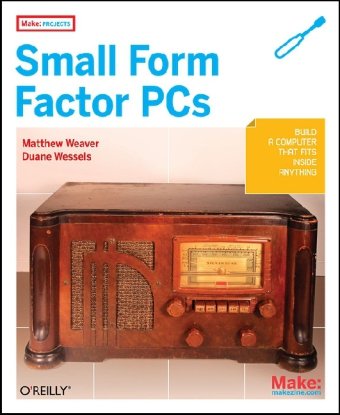 Make: PROJECTS
Small Form
Factor PCs
Matthew Weaver
Duane Wessels
BUILD
A COMPUTER
THAT FITS
INSIDE
ANYTHING
O'REILLY®
Make:
makezine.com